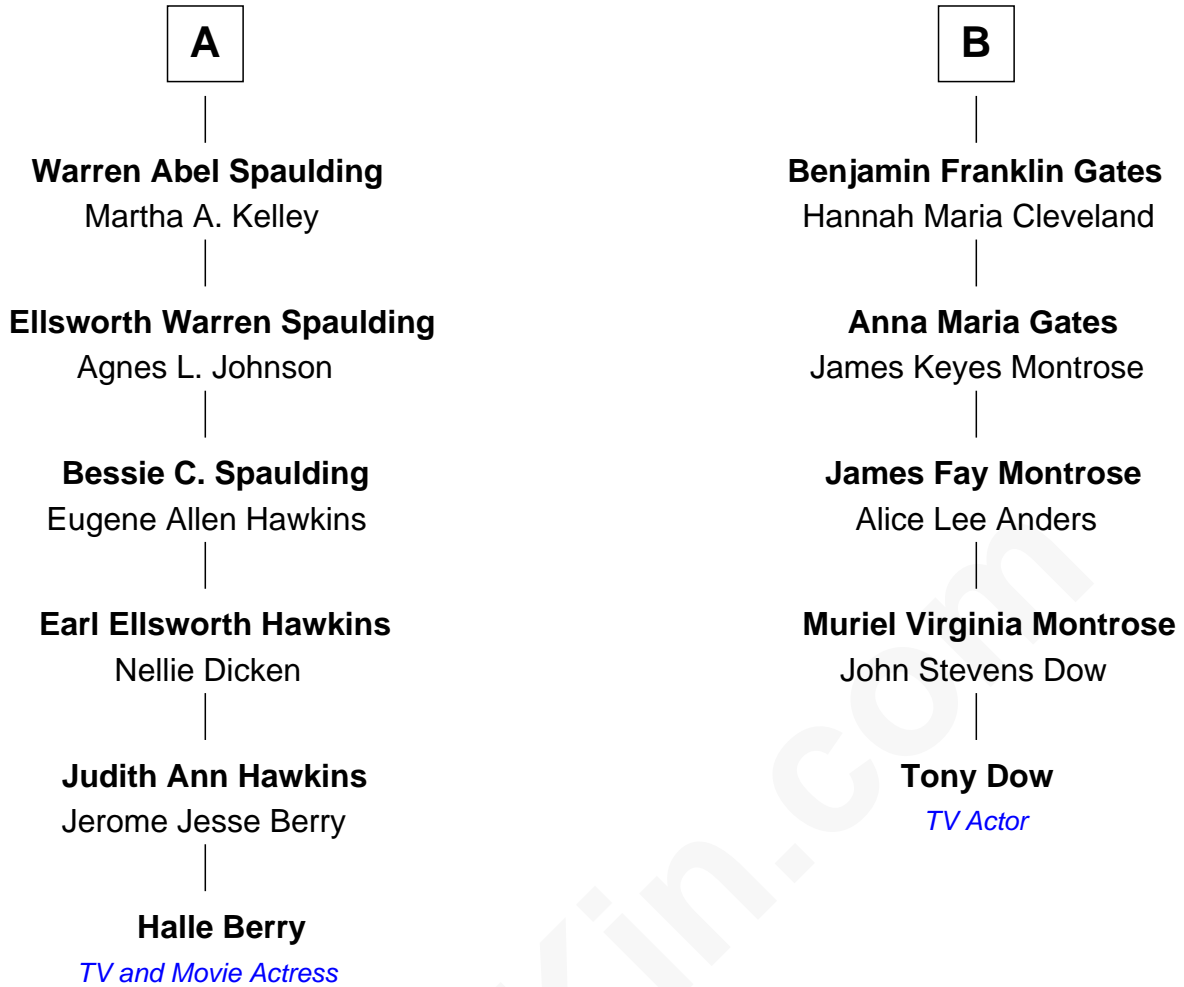 A
Warren Abel Spaulding
Martha A. Kelley
Ellsworth Warren Spaulding
Agnes L. Johnson
Bessie C. Spaulding
Eugene Allen Hawkins
Earl Ellsworth Hawkins
Nellie Dicken
Judith Ann Hawkins
Jerome Jesse Berry
Halle Berry
TV and Movie Actress
B
Benjamin Franklin Gates
Hannah Maria Cleveland
Anna Maria Gates
James Keyes Montrose
James Fay Montrose
Alice Lee Anders
Muriel Virginia Montrose
John Stevens Dow
Tony Dow
TV Actor
Kin.com